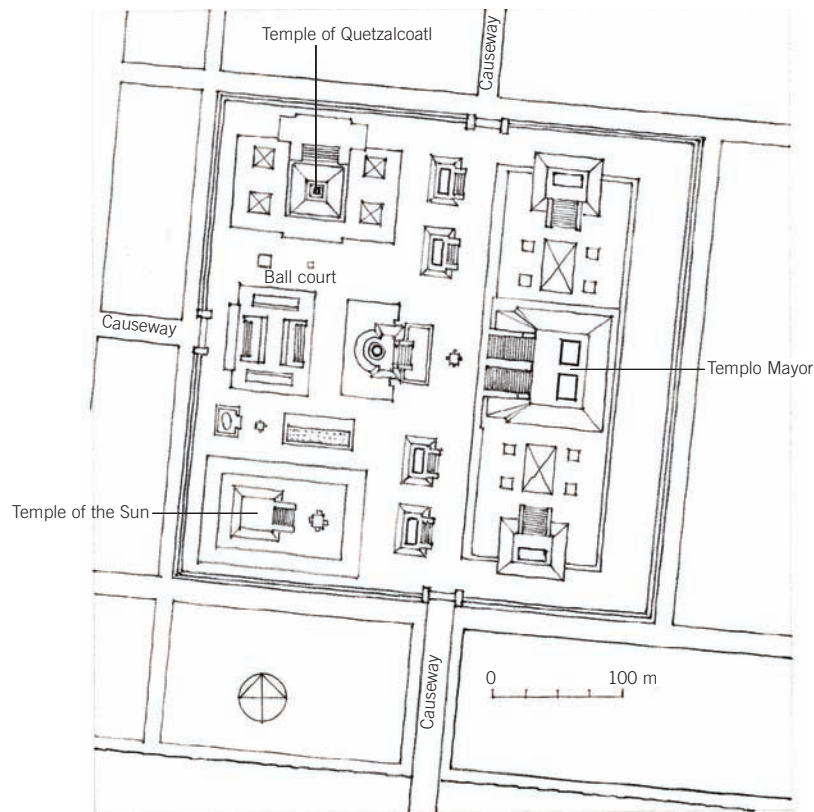 Temple of Quetzalcoatl
Causeway
Ball court
Causeway
Templo Mayor
Temple of the Sun
0 100 m
Causeway